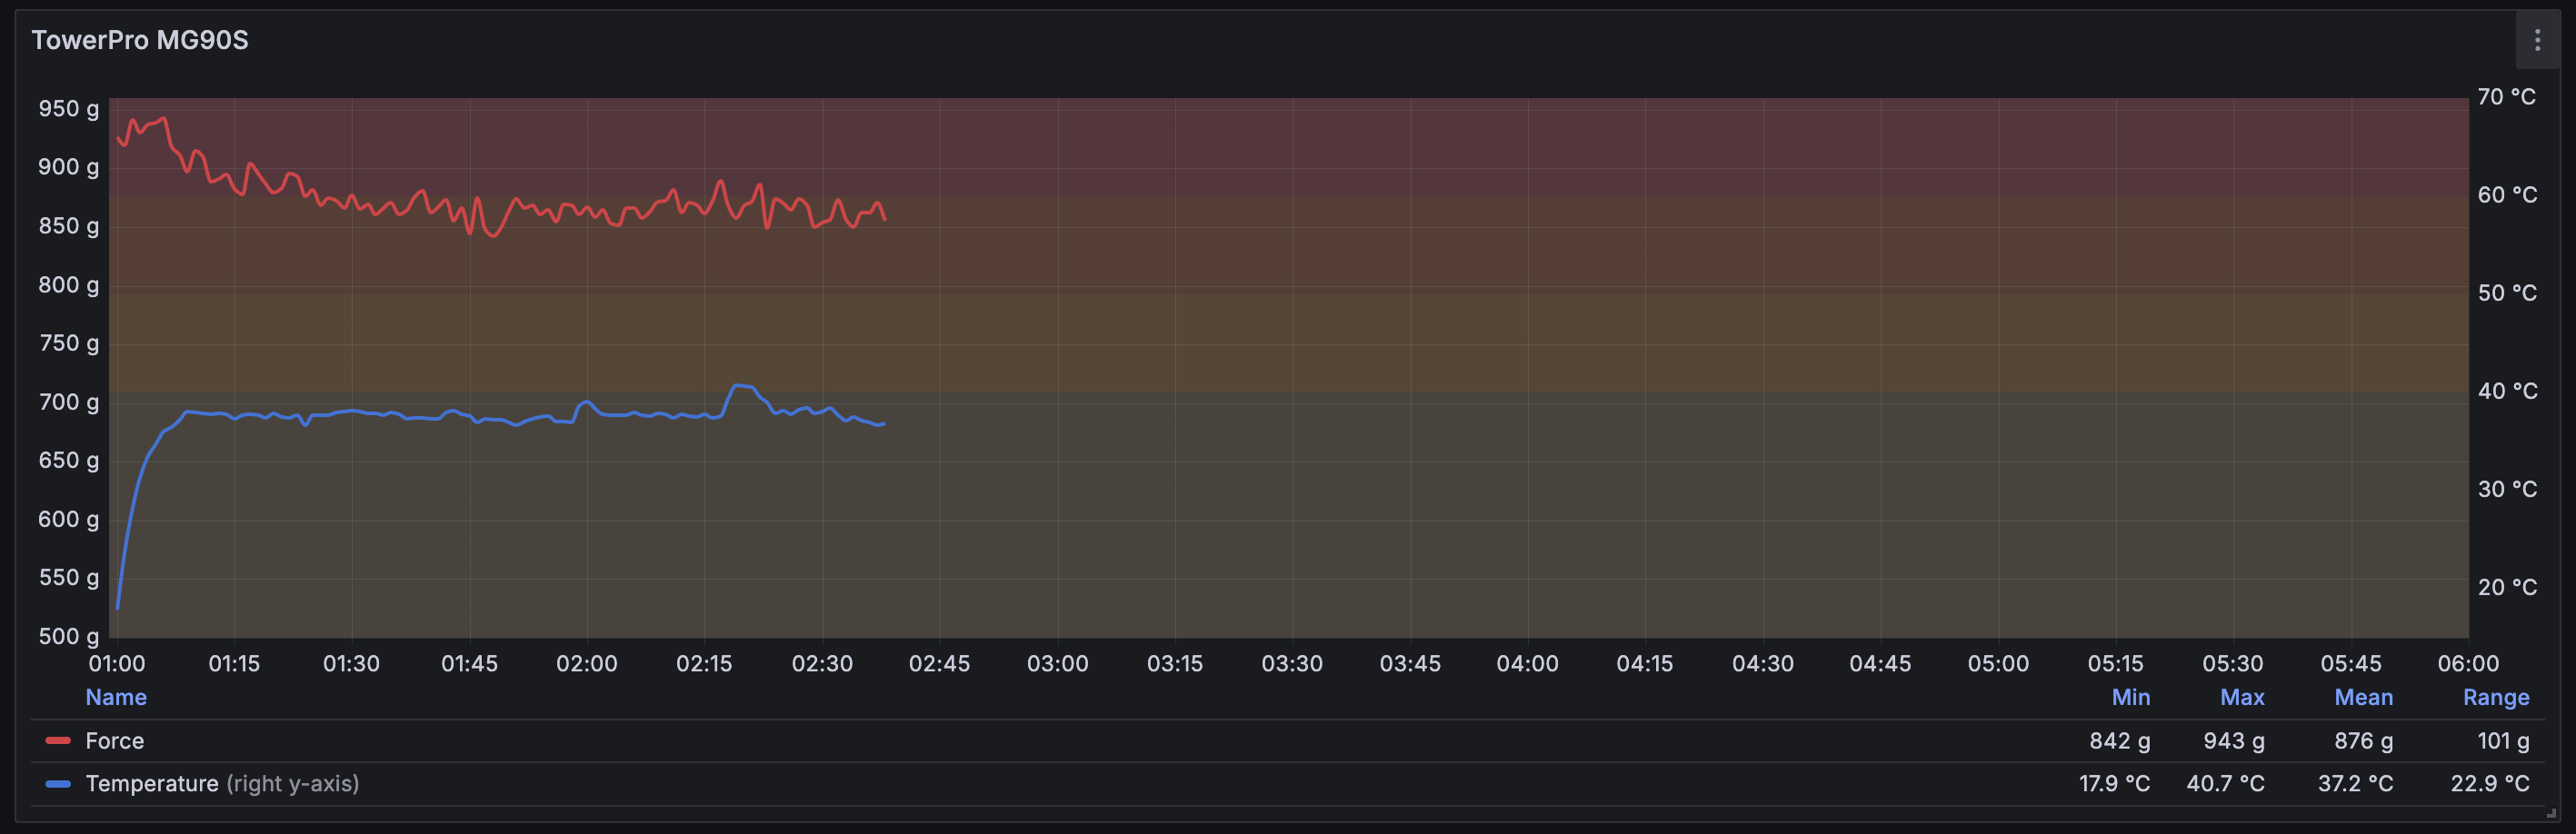 TowerPro MG90S
950 g
900 g
850 g
800 g
750 g
700 g
650 g
600 g
550 g
500 g
70 °C
60 °C
50 °C
40 °C
30 °C
20 °C
01:00 01:15 01:30 01:45 02:00 02:15 02:30 02:45 03:00 03:15 03:30 03:45 04:00 04:15 04:30 04:45 05:00 05:15 05:30 05:45 06:00
Name Min Max Mean Range
Force 842 g 943 g 876 g 101 g
Temperature (right y-axis) 17.9 °C 40.7 °C 37.2 °C 22.9 °C